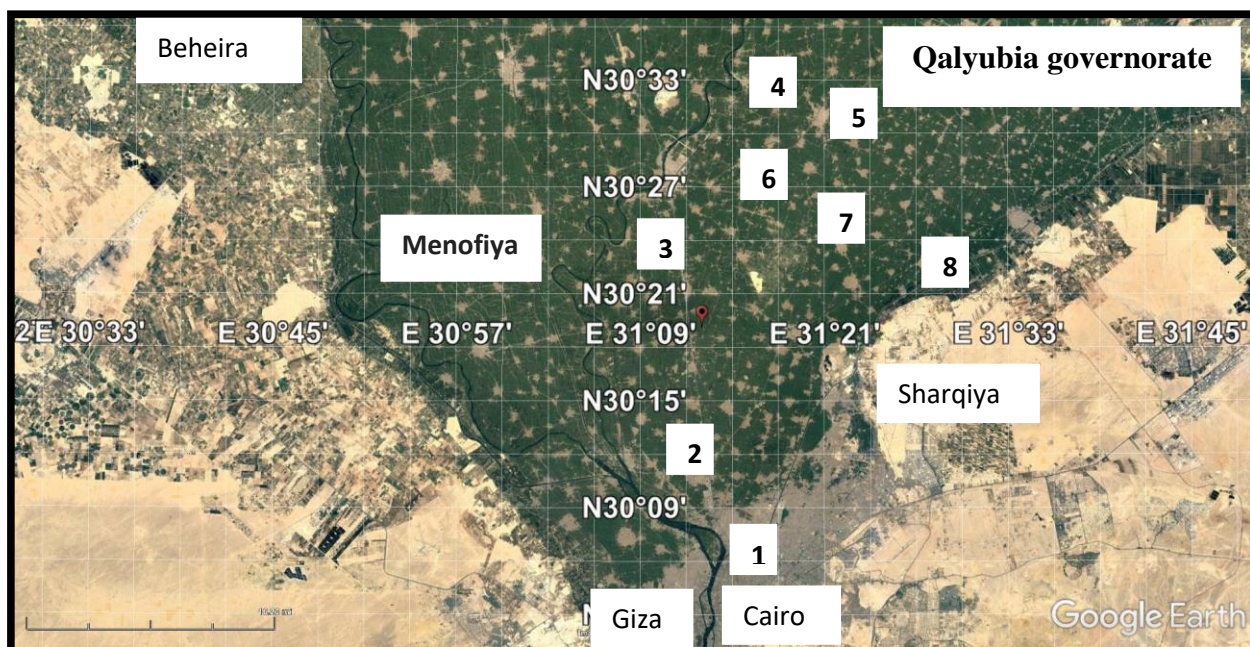 Beheira
Qalyubia governorate
N30°33'
4
5
6
N30°27'
7
Menofiya
3
8
N30°21'
2'E 30°33'
E 30°45'
E 30°57'
E 31°09'
E 31°21'
E 31°33'
E 31°45'
N30°15'
Sharqiya
2
N30°09'
1
N
Giza
Cairo
Google Earth